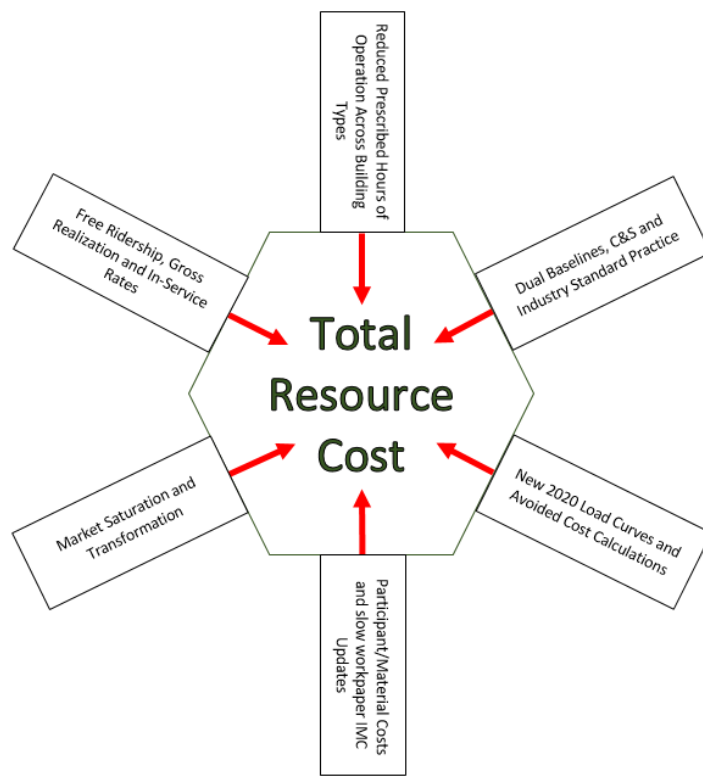 Reduced Prescribed Hours of
Operation Across Building
Types
Free Ridership, Gross
Realization and In-Service
Rates
Dual Baselines, C&S and
Industry Standard Practice
Total
Resource
Cost
Market Saturation and
Transformation
New 2020 Load Curves and
Avoided Cost Calculations
Participant/Material Costs
and slow workpaper IMC
Updates